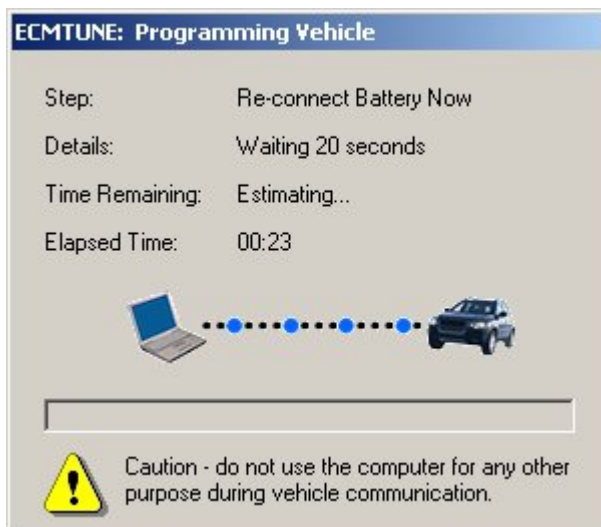 ECMTUNE: Programming Vehicle
Step: Re-connect Battery Now
Details: Waiting 20 seconds
Time Remaining: Estimating...
Elapsed Time: 00:23
Caution - do not use the computer for any other
purpose during vehicle communication.